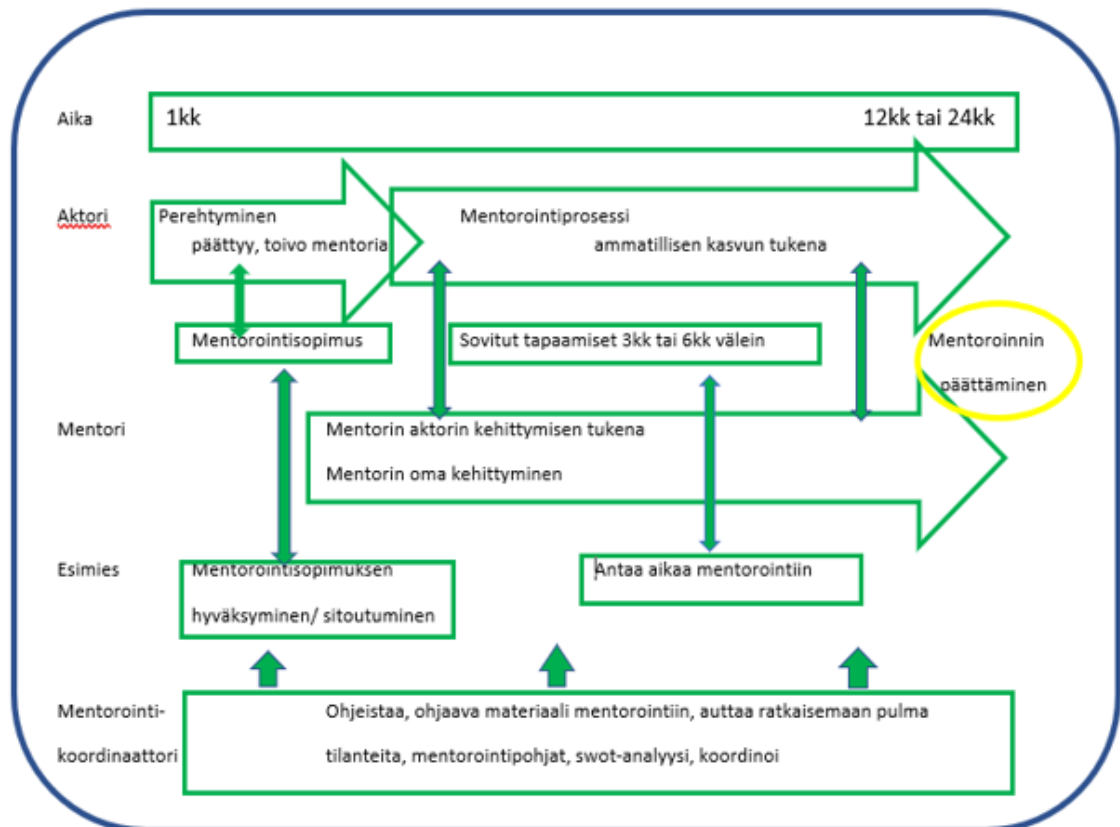 Aika 1kk 12kk tai 24kk
Aktori Perehtyminen Mentorointiprosessi
päättyy, toivo mentoria ammatillisen kasvun tukena
Mentorointisopimus Sovitut tapaamiset 3kk tai 6kk välein Mentoroinnin
päättäminen
Mentori Mentorin aktorin kehittymisen tukena
Mentorin oma kehittyminen
Esimies Mentorointisopimuksen Antaa aikaa mentorointiin
hyväksyminen/ sitoutuminen
Mentorointi- Ohjeistaa, ohjaava materiaali mentorointiin, auttaa ratkaisemaan pulma
koordinaattori tilanteita, mentorointipohjat, swot-analyysi, koordinoi